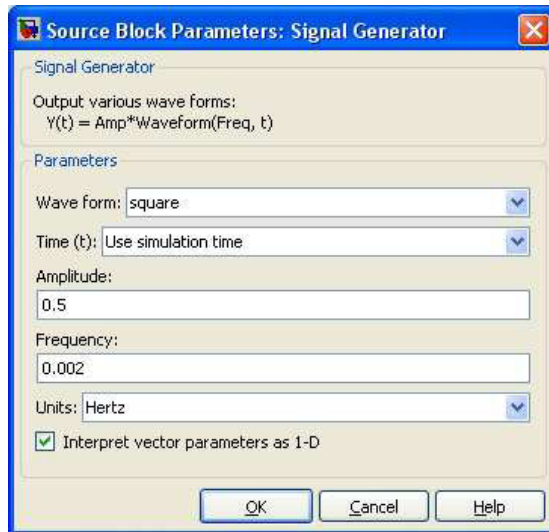 Source Block Parameters: Signal Generator
Signal Generator
Output various wave forms:
Y(t) = Amp*Waveform(Freq, t)
Parameters
Wave form: square
Time (t): Use simulation time
Amplitude:
0.5
Frequency:
0.002
Units: Hertz
Interpret vector parameters as 1-D
OK Cancel Help